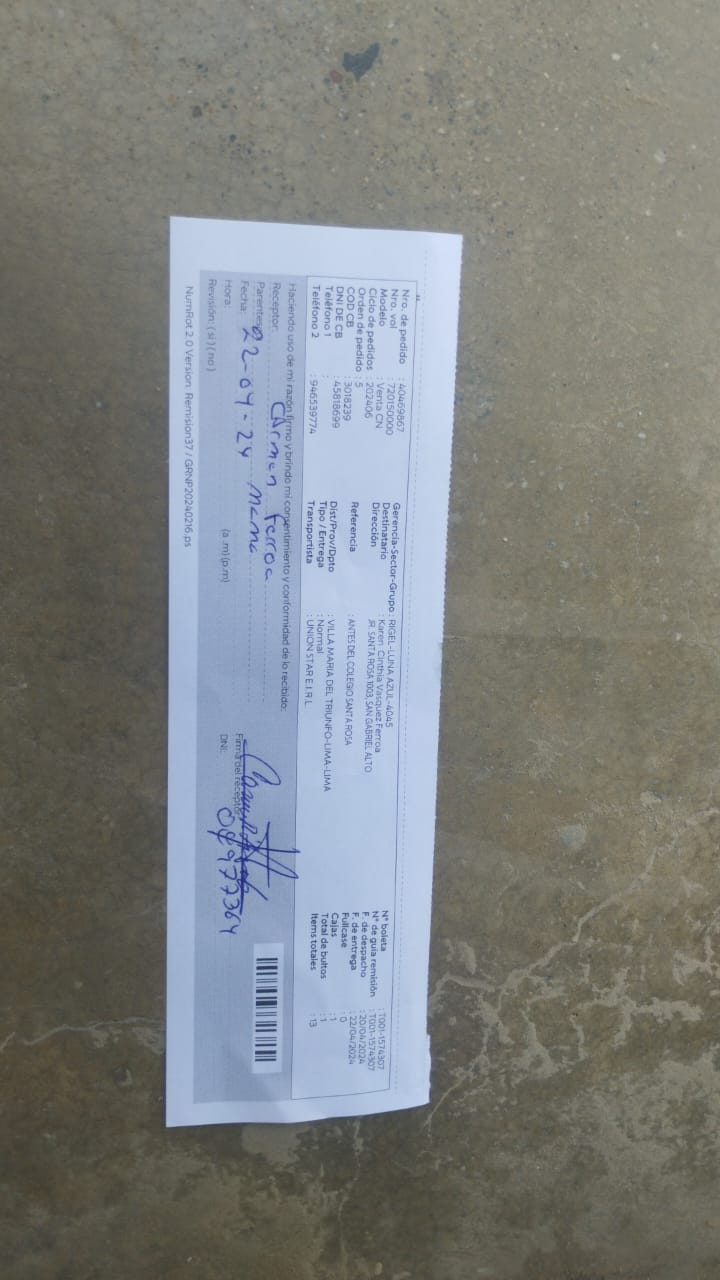 Nro. de pedido : 40469867
Nro. vol : 720150000
Modelo : Venta CN
Ciclo de pedidos : 202406
Orden de pedido : 5
COD CB : 3018239
DNI DE CB : 45818699
Teléfono 1 :
Teléfono 2 : 946539774
Gerencia-Sector-Grupo : RIGEL-LUNA AZUL-4045
Destinatario : Karen Cinthia Vasquez Ferroa
Dirección : JR. SANTA ROSA 1003, SAN GABRIEL ALTO
Referencia : ANTES DEL COLEGIO SANTA ROSA
Dist/Prov/Dpto : VILLA MARIA DEL TRIUNFO-LIMA-LIMA
Tipo / Entrega : Normal
Transportista : UNION STAR E.I.R.L
N° boleta : T001-1574307
N° de guia remisión : T001-1574307
F. de despacho : 20/04/2024
F. de entrega : 22/04/2024
Fullcase : 0
Cajas : 1
Total de bultos : 1
Items totales : 13
Haciendo uso de mi razón firmo y brindo mi consentimiento y conformidad de lo recibido:
Receptor: Carmen Ferroa
Parentesco: Mama
Fecha: 22-04-24
Hora: (a.m)(p.m)
Revisión: ( si ) ( no )
Firma del receptor:
DNI:
NumRot 2.0 Version: Remision37 / GRNP20240216.ps